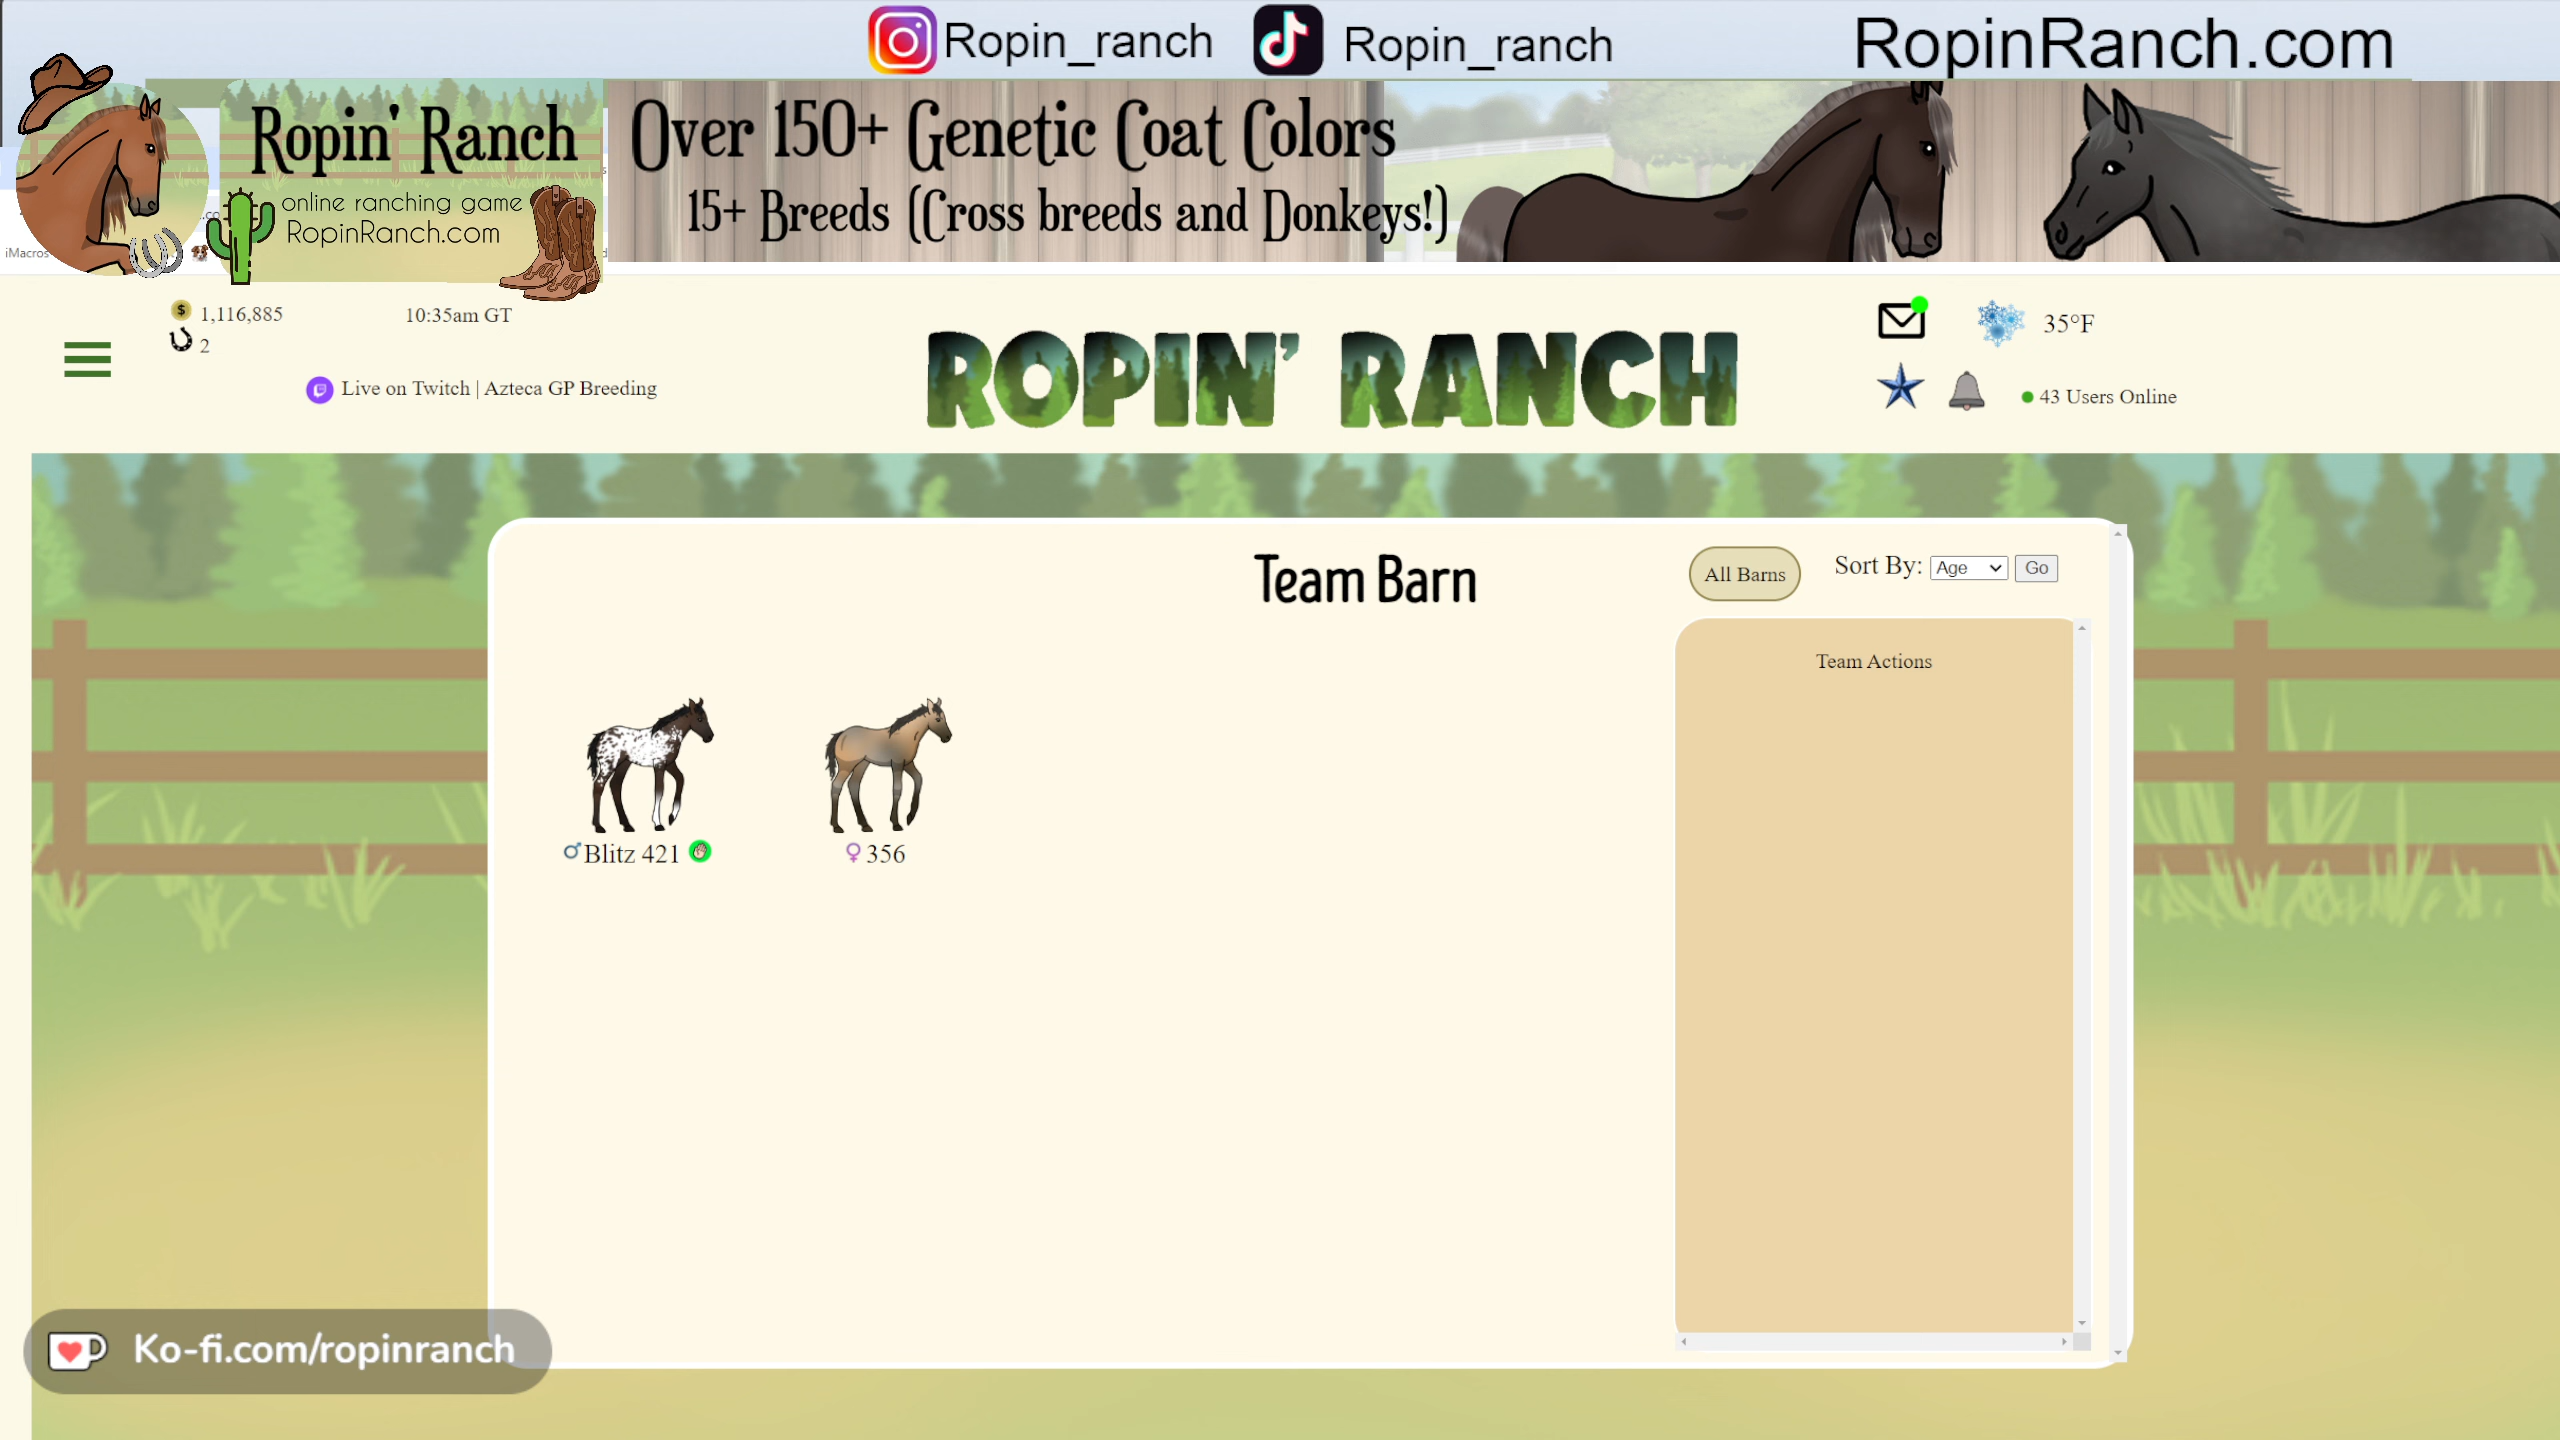 Ropin_ranch
Ropin_ranch
RopinRanch.com
Ropin' Ranch
online ranching game
RopinRanch.com
Over 150+ Genetic Coat Colors
15+ Breeds (Cross breeds and Donkeys!)
iMacros
1,116,885
2
10:35am GT
Live on Twitch | Azteca GP Breeding
ROPIN' RANCH
35°F
43 Users Online
Team Barn
All Barns
Sort By: Age Go
Team Actions
♂Blitz 421
♀356
Ko-fi.com/ropinranch